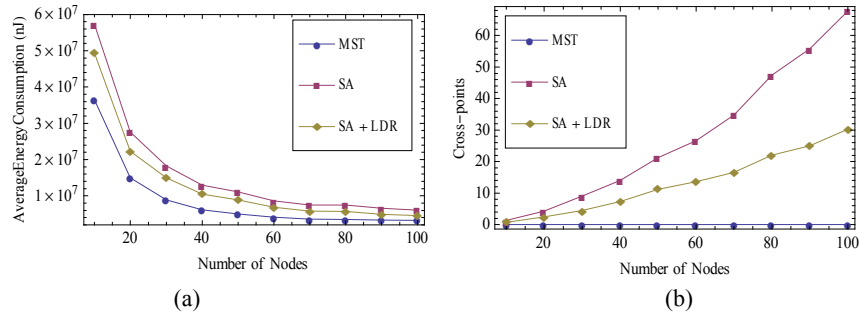 AverageEnergyConsumption (nJ)
6 × 10^7
5 × 10^7
4 × 10^7
3 × 10^7
2 × 10^7
1 × 10^7
20 40 60 80 100
Number of Nodes
MST
SA
SA + LDR
(a)
Cross-points
60
50
40
30
20
10
0
20 40 60 80 100
Number of Nodes
MST
SA
SA + LDR
(b)